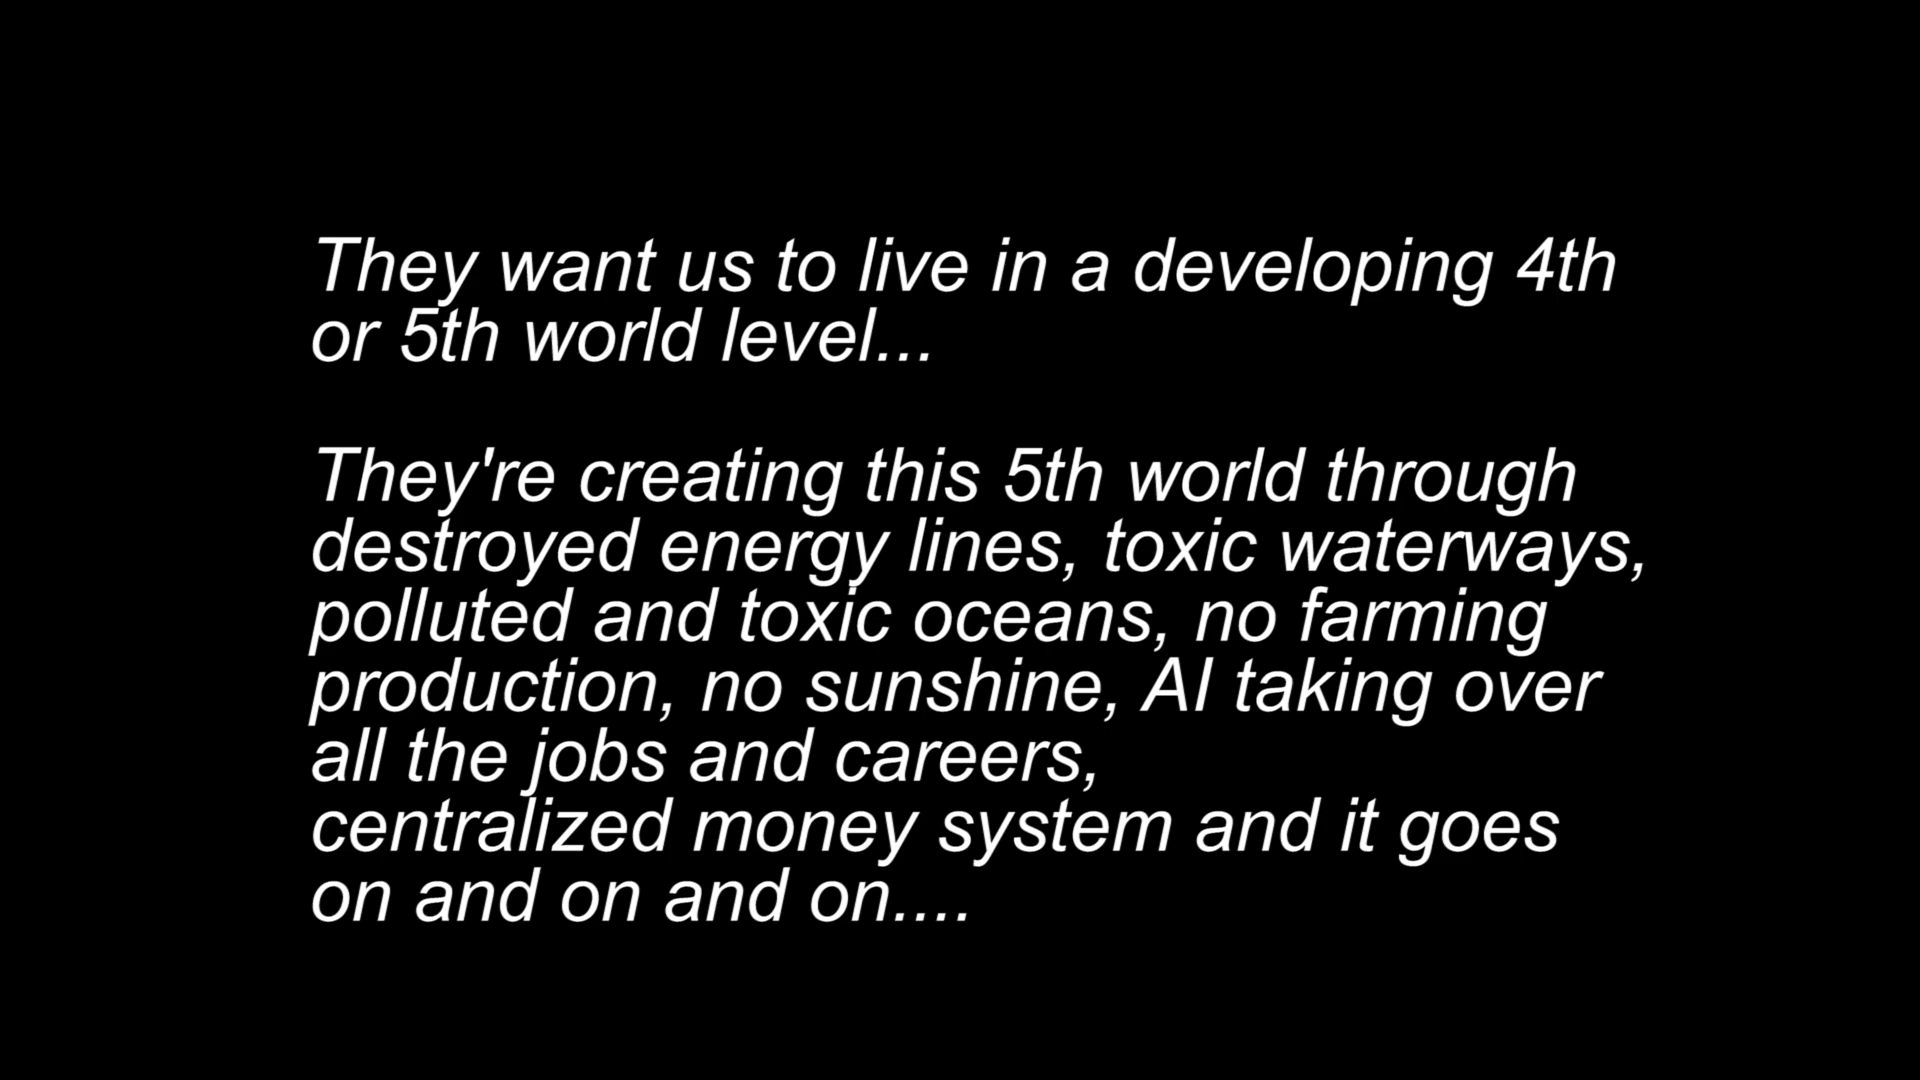 They want us to live in a developing 4th
or 5th world level...
They're creating this 5th world through
destroyed energy lines, toxic waterways,
polluted and toxic oceans, no farming
production, no sunshine, AI taking over
all the jobs and careers,
centralized money system and it goes
on and on and on....